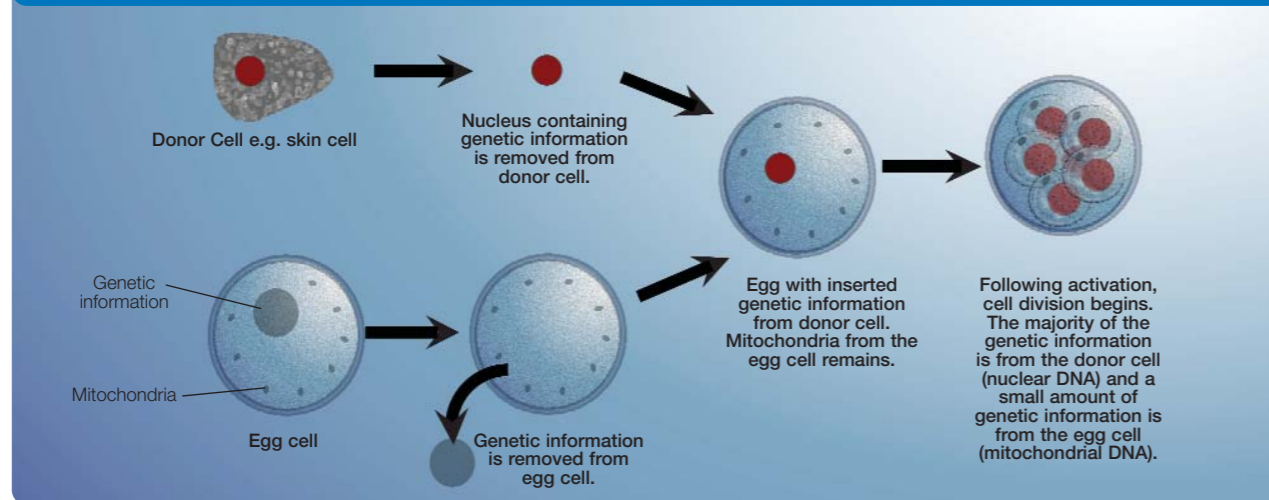 Donor Cell e.g. skin cell
Nucleus containing
genetic information
is removed from
donor cell.
Genetic
information
Mitochondria
Egg cell
Genetic information
is removed from
egg cell.
Egg with inserted
genetic information
from donor cell.
Mitochondria from the
egg cell remains.
Following activation,
cell division begins.
The majority of the
genetic information
is from the donor cell
(nuclear DNA) and a
small amount of
genetic information is
from the egg cell
(mitochondrial DNA).